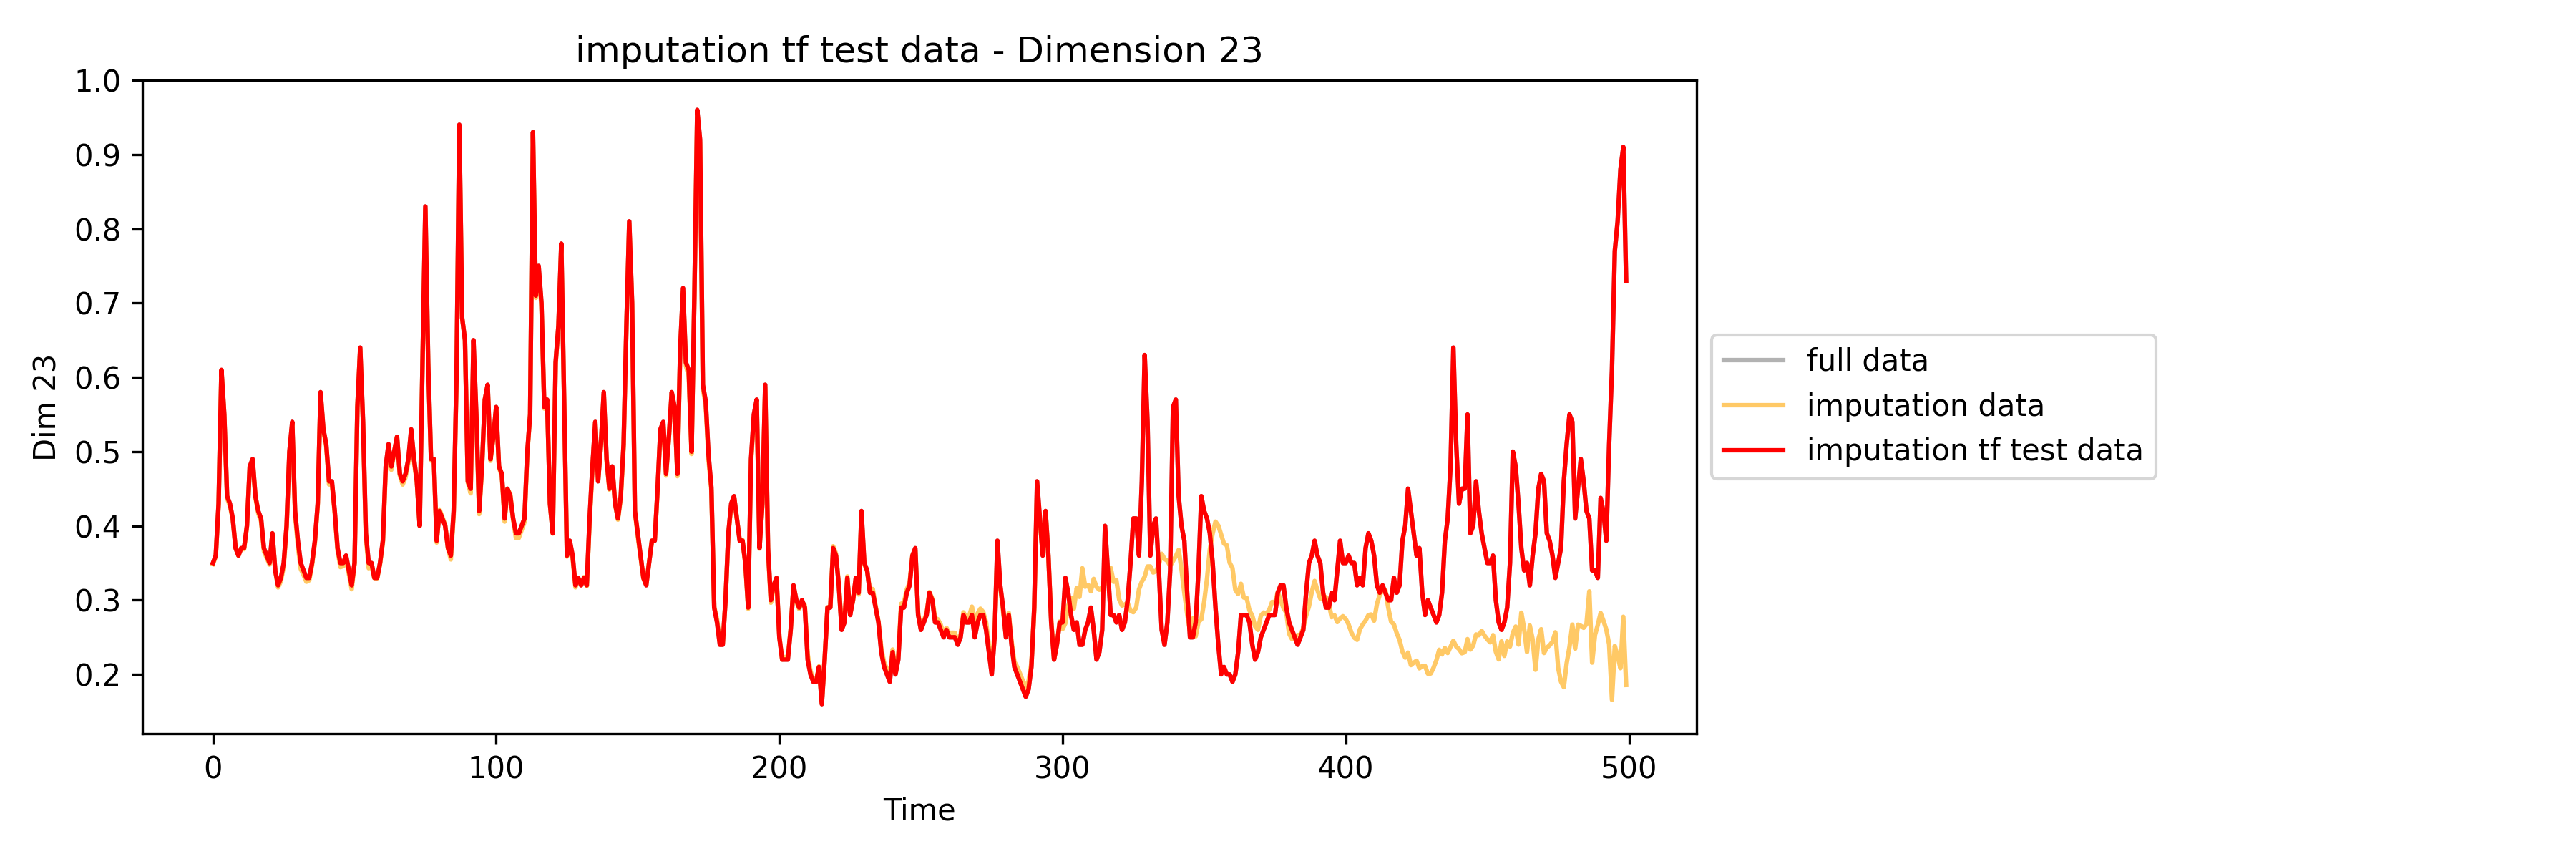 imputation tf test data - Dimension 23
1.0
0.9
0.8
0.7
0.6
0.5
0.4
0.3
0.2
Dim 23
0 100 200 300 400 500
Time
full data
imputation data
imputation tf test data